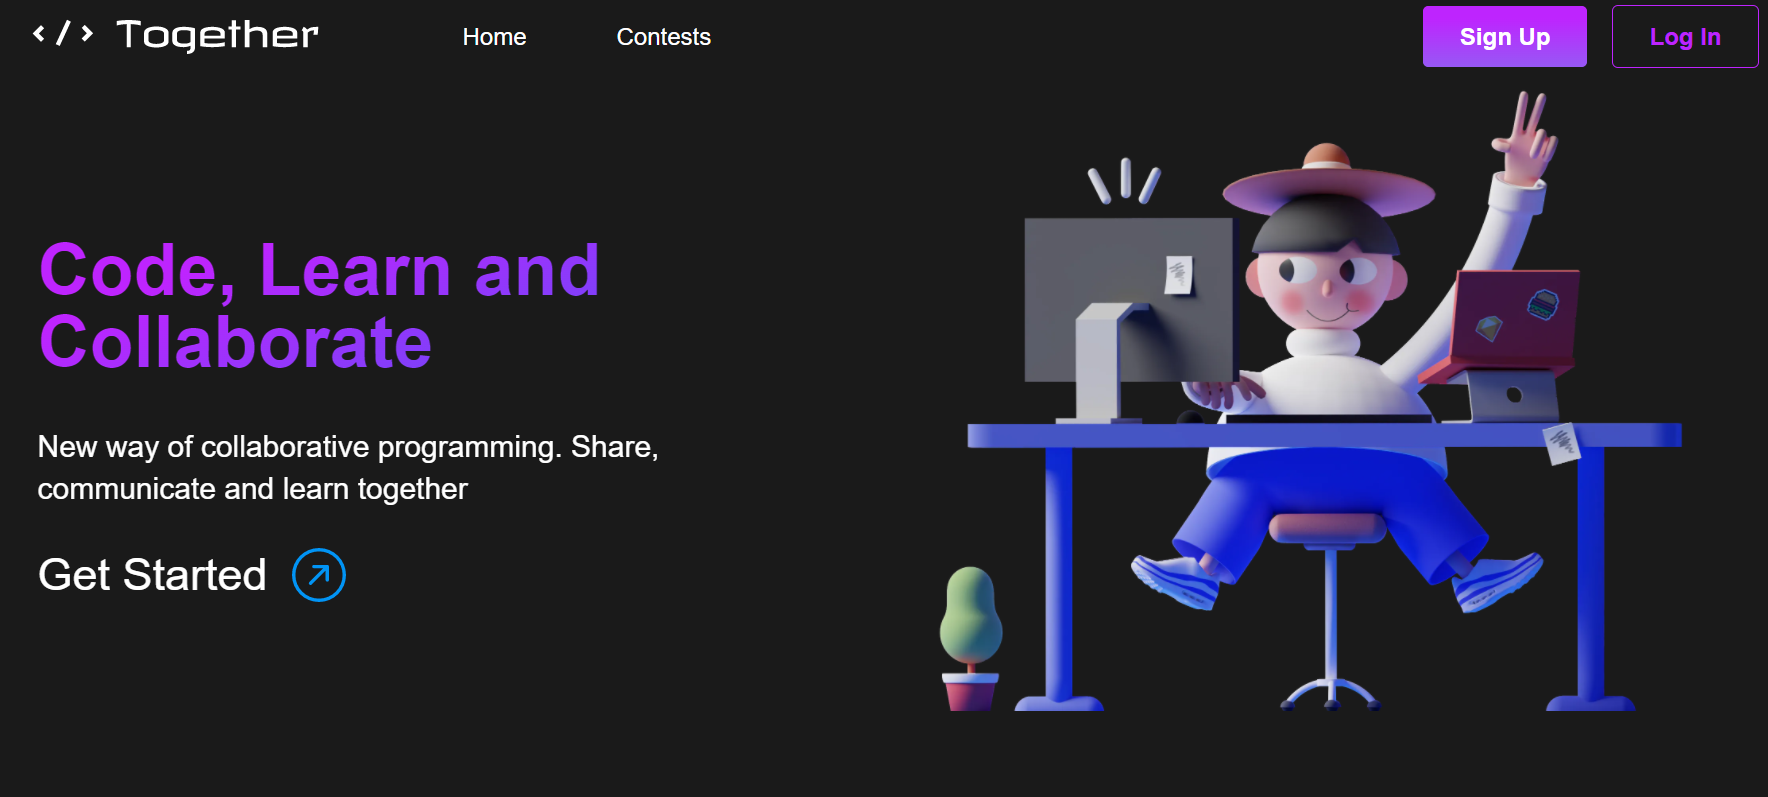 </> Together
Home
Contests
Sign Up
Log In
Code, Learn and
Collaborate
New way of collaborative programming. Share,
communicate and learn together
Get Started